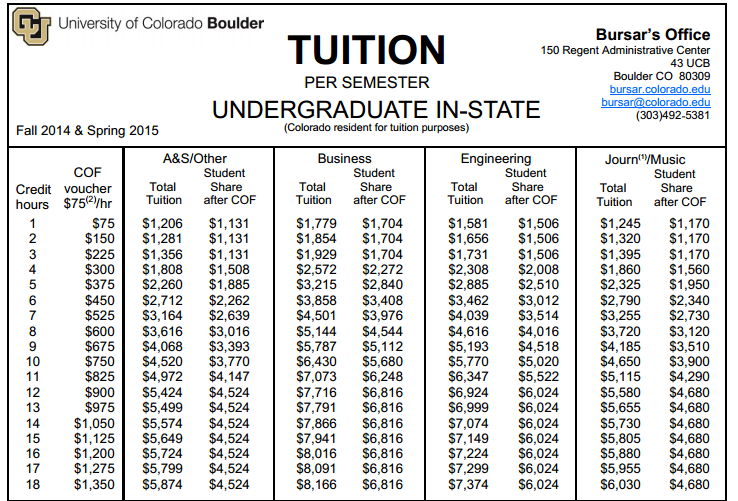 University of Colorado Boulder
TUITION
PER SEMESTER
UNDERGRADUATE IN-STATE
(Colorado resident for tuition purposes)
Fall 2014 & Spring 2015
Bursar's Office
150 Regent Administrative Center
43 UCB
Boulder CO 80309
bursar.colorado.edu
bursar@colorado.edu
(303)492-5381
A&S/Other Business Engineering Journ(1)/Music
COF Student Student Student Student
Credit voucher Total Share Total Share Total Share Total Share
hours $75(2)/hr Tuition after COF Tuition after COF Tuition after COF Tuition after COF
1 $75 $1,206 $1,131 $1,779 $1,704 $1,581 $1,506 $1,245 $1,170
2 $150 $1,281 $1,131 $1,854 $1,704 $1,656 $1,506 $1,320 $1,170
3 $225 $1,356 $1,131 $1,929 $1,704 $1,731 $1,506 $1,395 $1,170
4 $300 $1,808 $1,508 $2,572 $2,272 $2,308 $2,008 $1,860 $1,560
5 $375 $2,260 $1,885 $3,215 $2,840 $2,885 $2,510 $2,325 $1,950
6 $450 $2,712 $2,262 $3,858 $3,408 $3,462 $3,012 $2,790 $2,340
7 $525 $3,164 $2,639 $4,501 $3,976 $4,039 $3,514 $3,255 $2,730
8 $600 $3,616 $3,016 $5,144 $4,544 $4,616 $4,016 $3,720 $3,120
9 $675 $4,068 $3,393 $5,787 $5,112 $5,193 $4,518 $4,185 $3,510
10 $750 $4,520 $3,770 $6,430 $5,680 $5,770 $5,020 $4,650 $3,900
11 $825 $4,972 $4,147 $7,073 $6,248 $6,347 $5,522 $5,115 $4,290
12 $900 $5,424 $4,524 $7,716 $6,816 $6,924 $6,024 $5,580 $4,680
13 $975 $5,499 $4,524 $7,791 $6,816 $6,999 $6,024 $5,655 $4,680
14 $1,050 $5,574 $4,524 $7,866 $6,816 $7,074 $6,024 $5,730 $4,680
15 $1,125 $5,649 $4,524 $7,941 $6,816 $7,149 $6,024 $5,805 $4,680
16 $1,200 $5,724 $4,524 $8,016 $6,816 $7,224 $6,024 $5,880 $4,680
17 $1,275 $5,799 $4,524 $8,091 $6,816 $7,299 $6,024 $5,955 $4,680
18 $1,350 $5,874 $4,524 $8,166 $6,816 $7,374 $6,024 $6,030 $4,680